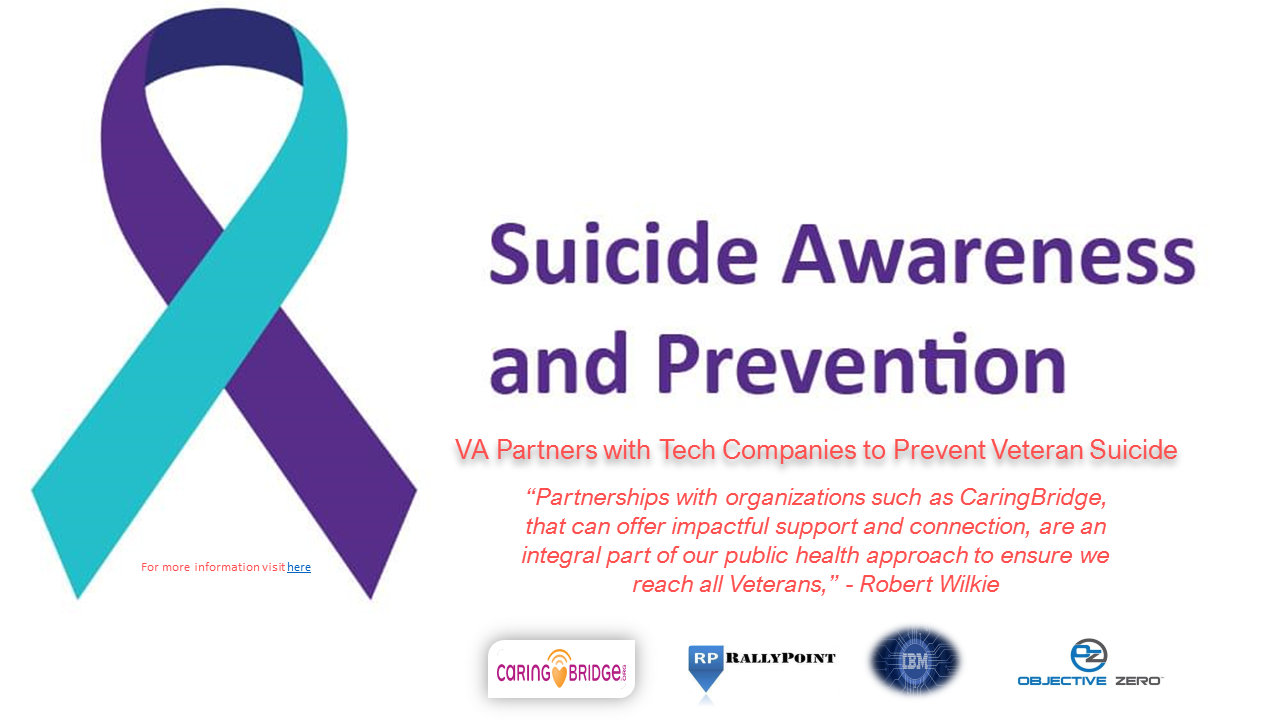 Suicide Awareness
and Prevention
VA Partners with Tech Companies to Prevent Veteran Suicide
“Partnerships with organizations such as CaringBridge,
that can offer impactful support and connection, are an
integral part of our public health approach to ensure we
reach all Veterans,” - Robert Wilkie
For more information visit here
CARING BRIDGE.ORG
RP RALLYPOINT
IBM
OZ
OBJECTIVE ZERO